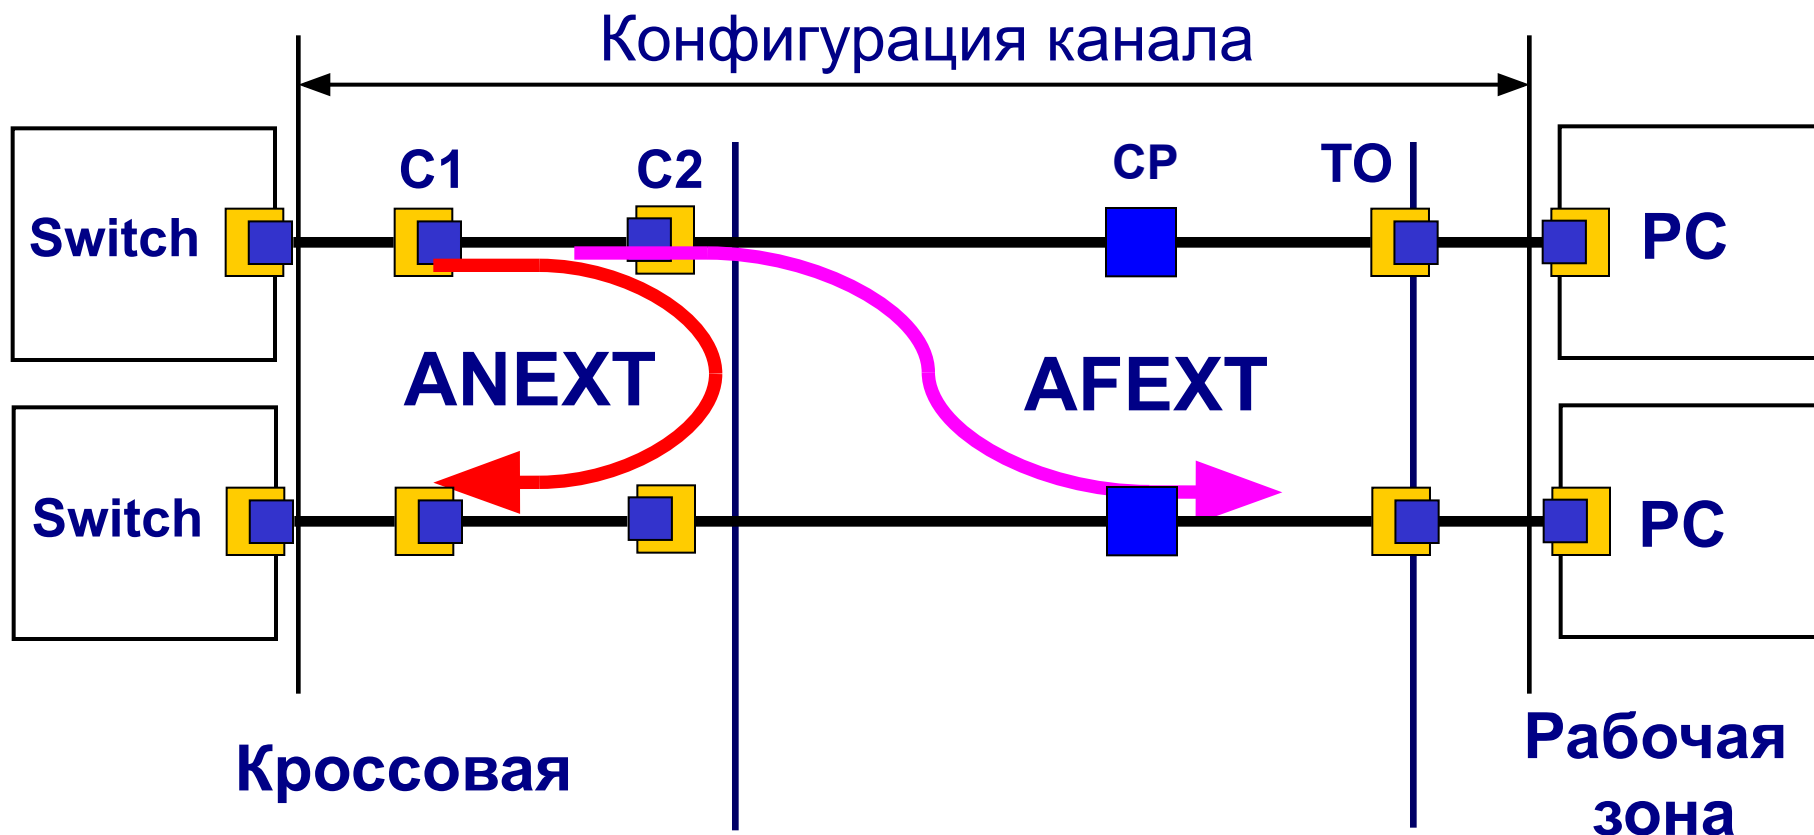 Конфигурация канала
C1
C2
CP
TO
Switch
PC
ANEXT
AFEXT
Switch
PC
Кроссовая
Рабочая
зона